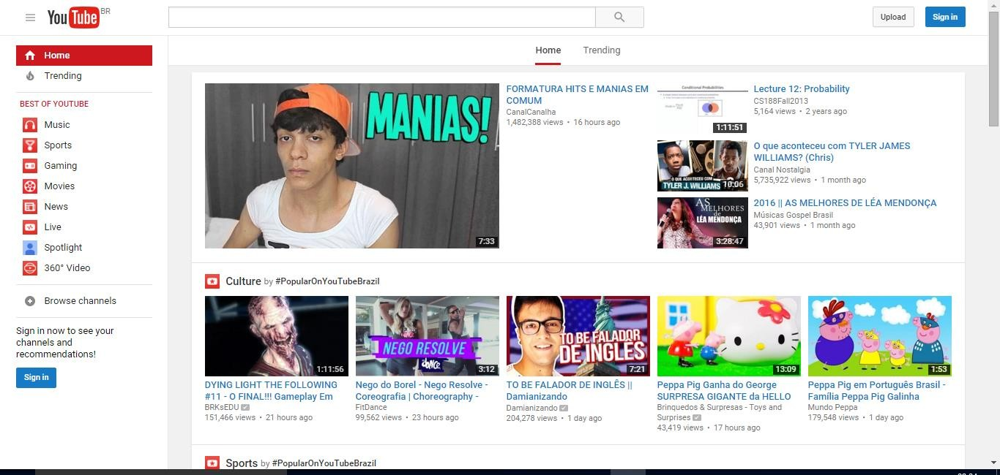 YouTube BR
Upload
Sign in
Home
Trending
BEST OF YOUTUBE
Music
Sports
Gaming
Movies
News
Live
Spotlight
360° Video
Browse channels
Sign in now to see your
channels and
recommendations!
Sign in
Home
Trending
MANIAS!
7:33
FORMATURA HITS E MANIAS EM
COMUM
CanalCanalha
1,482,388 views • 16 hours ago
Conditional Probabilities
1:11:51
Lecture 12: Probability
CS188Fall2013
5,164 views • 2 years ago
O QUE ACONTECEU COM
TYLER J. WILLIAMS
10:06
O que aconteceu com TYLER JAMES
WILLIAMS? (Chris)
Canal Nostalgia
5,735,922 views • 1 month ago
AS
MELHORES
de
LÉA MENDONÇA
3:28:47
2016 || AS MELHORES DE LÉA MENDONÇA
Músicas Gospel Brasil
43,901 views • 1 month ago
Culture by #PopularOnYouTubeBrazil
1:11:56
DYING LIGHT THE FOLLOWING
#11 - O FINAL!!! Gameplay Em
BRKsEDU
151,466 views • 21 hours ago
NEGO RESOLVE
dance
3:12
Nego do Borel - Nego Resolve -
Coreografia | Choreography -
FitDance
99,562 views • 23 hours ago
TO BE FALADOR
DE INGLÊS
7:21
TO BE FALADOR DE INGLÊS ||
Damianizando
Damianizando
204,278 views • 1 day ago
13:09
Peppa Pig Ganha do George
SURPRESA GIGANTE da HELLO
Brinquedos & Surpresas - Toys and
Surprises
43,419 views • 17 hours ago
1:53
Peppa Pig em Português Brasil -
Família Peppa Pig Galinha
Mundo Peppa
179,548 views • 1 day ago
Sports by #PopularOnYouTubeBrazil